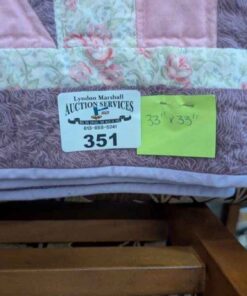 Lyndon Marshall
AUCTION SERVICES
351
33" x 33"